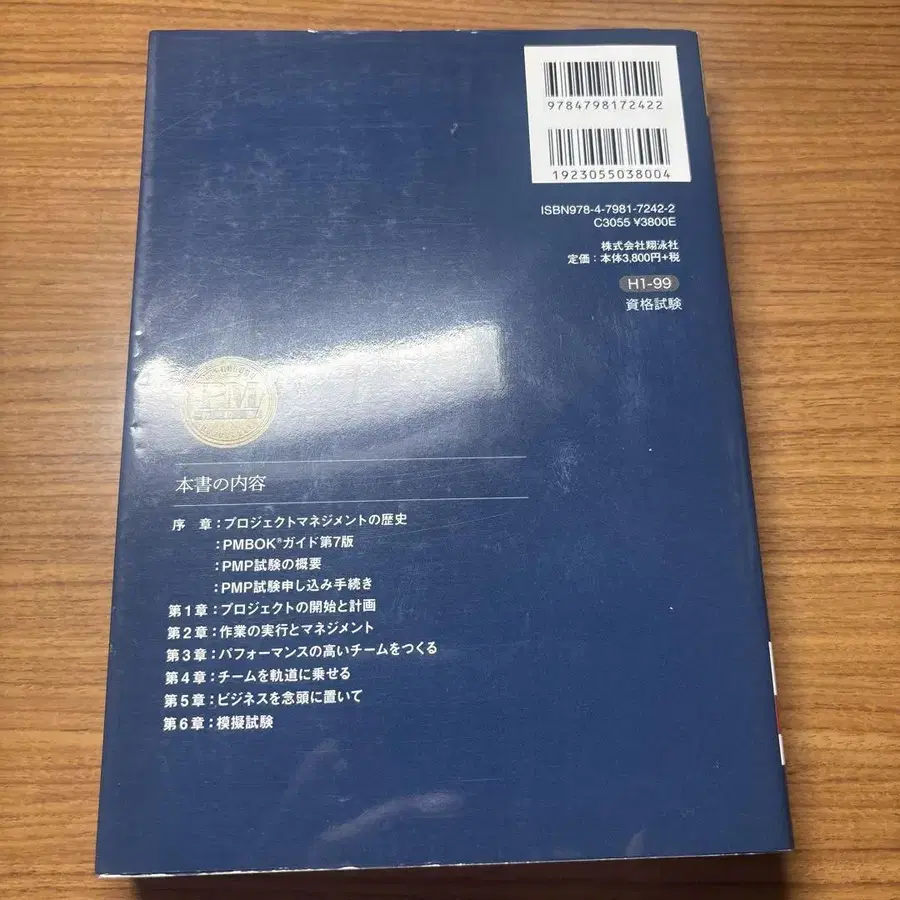 9784798172422
1923055038004
ISBN978-4-7981-7242-2
C3055 ¥3800E
株式会社翔泳社
定価：本体3,800円+税
H1-99
資格試験
PM
本書の内容
序　章：プロジェクトマネジメントの歴史
：PMBOK®ガイド第7版
：PMP試験の概要
：PMP試験申し込み手続き
第1章：プロジェクトの開始と計画
第2章：作業の実行とマネジメント
第3章：パフォーマンスの高いチームをつくる
第4章：チームを軌道に乗せる
第5章：ビジネスを念頭に置いて
第6章：模擬試験